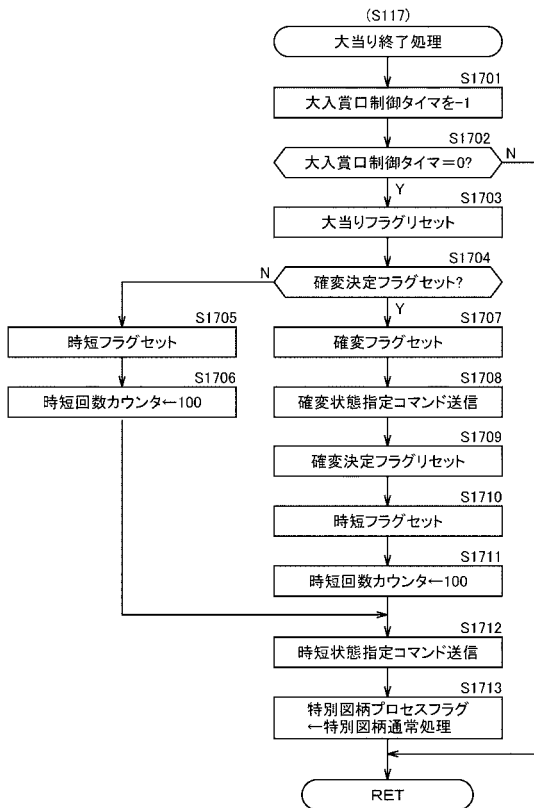 (S117)
大当り終了処理
S1701
大入賞口制御タイマを-1
S1702
大入賞口制御タイマ=0?
N
Y
S1703
大当りフラグリセット
S1704
N
確変決定フラグセット?
Y
S1705
時短フラグセット
S1706
時短回数カウンタ←100
S1707
確変フラグセット
S1708
確変状態指定コマンド送信
S1709
確変決定フラグリセット
S1710
時短フラグセット
S1711
時短回数カウンタ←100
S1712
時短状態指定コマンド送信
S1713
特別図柄プロセスフラグ
←特別図柄通常処理
RET